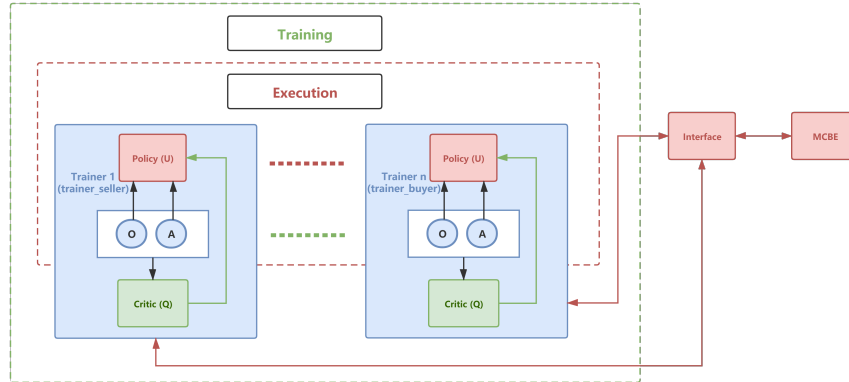 Training
Execution
Policy (U)
Trainer 1
(trainer_seller)
O
A
Critic (Q)
Policy (U)
Trainer n
(trainer_buyer)
O
A
Critic (Q)
Interface
MCBE